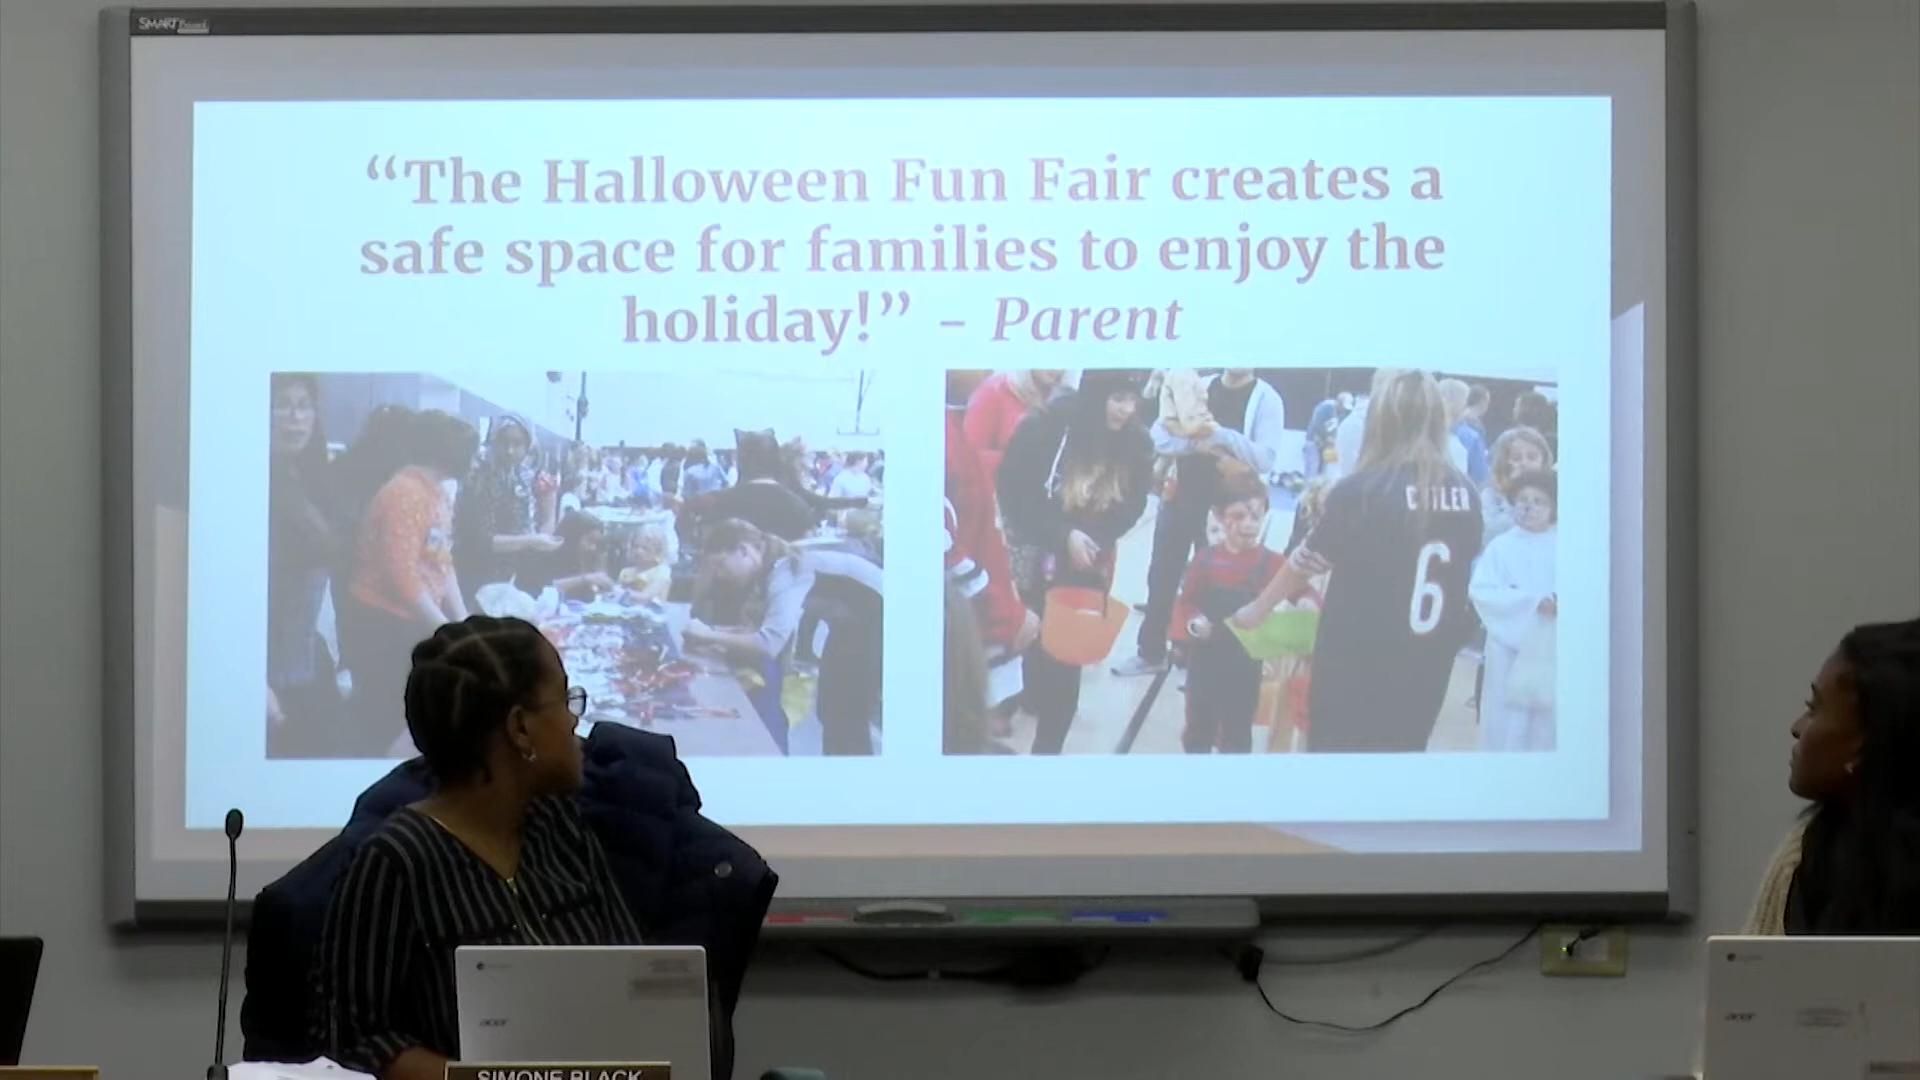 SMART Board
“The Halloween Fun Fair creates a
safe space for families to enjoy the
holiday!” – Parent
6
acer
acer
SIMONE BLACK